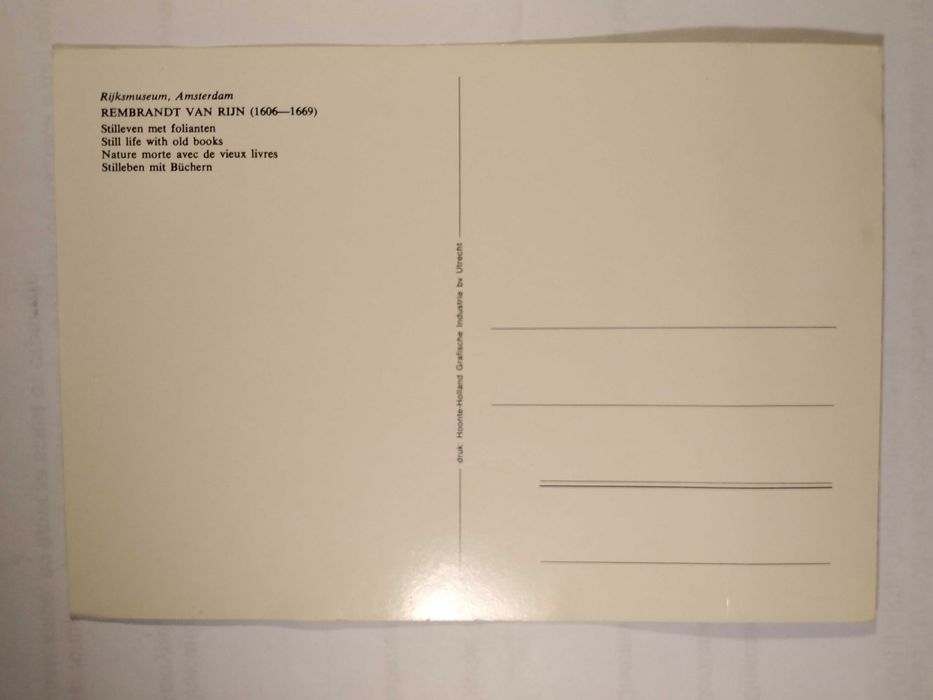 Rijksmuseum, Amsterdam
REMBRANDT VAN RIJN (1606—1669)
Stilleven met folianten
Still life with old books
Nature morte avec de vieux livres
Stilleben mit Büchern
druk. Hoonte-Holland Grafische Industrie bv Utrecht